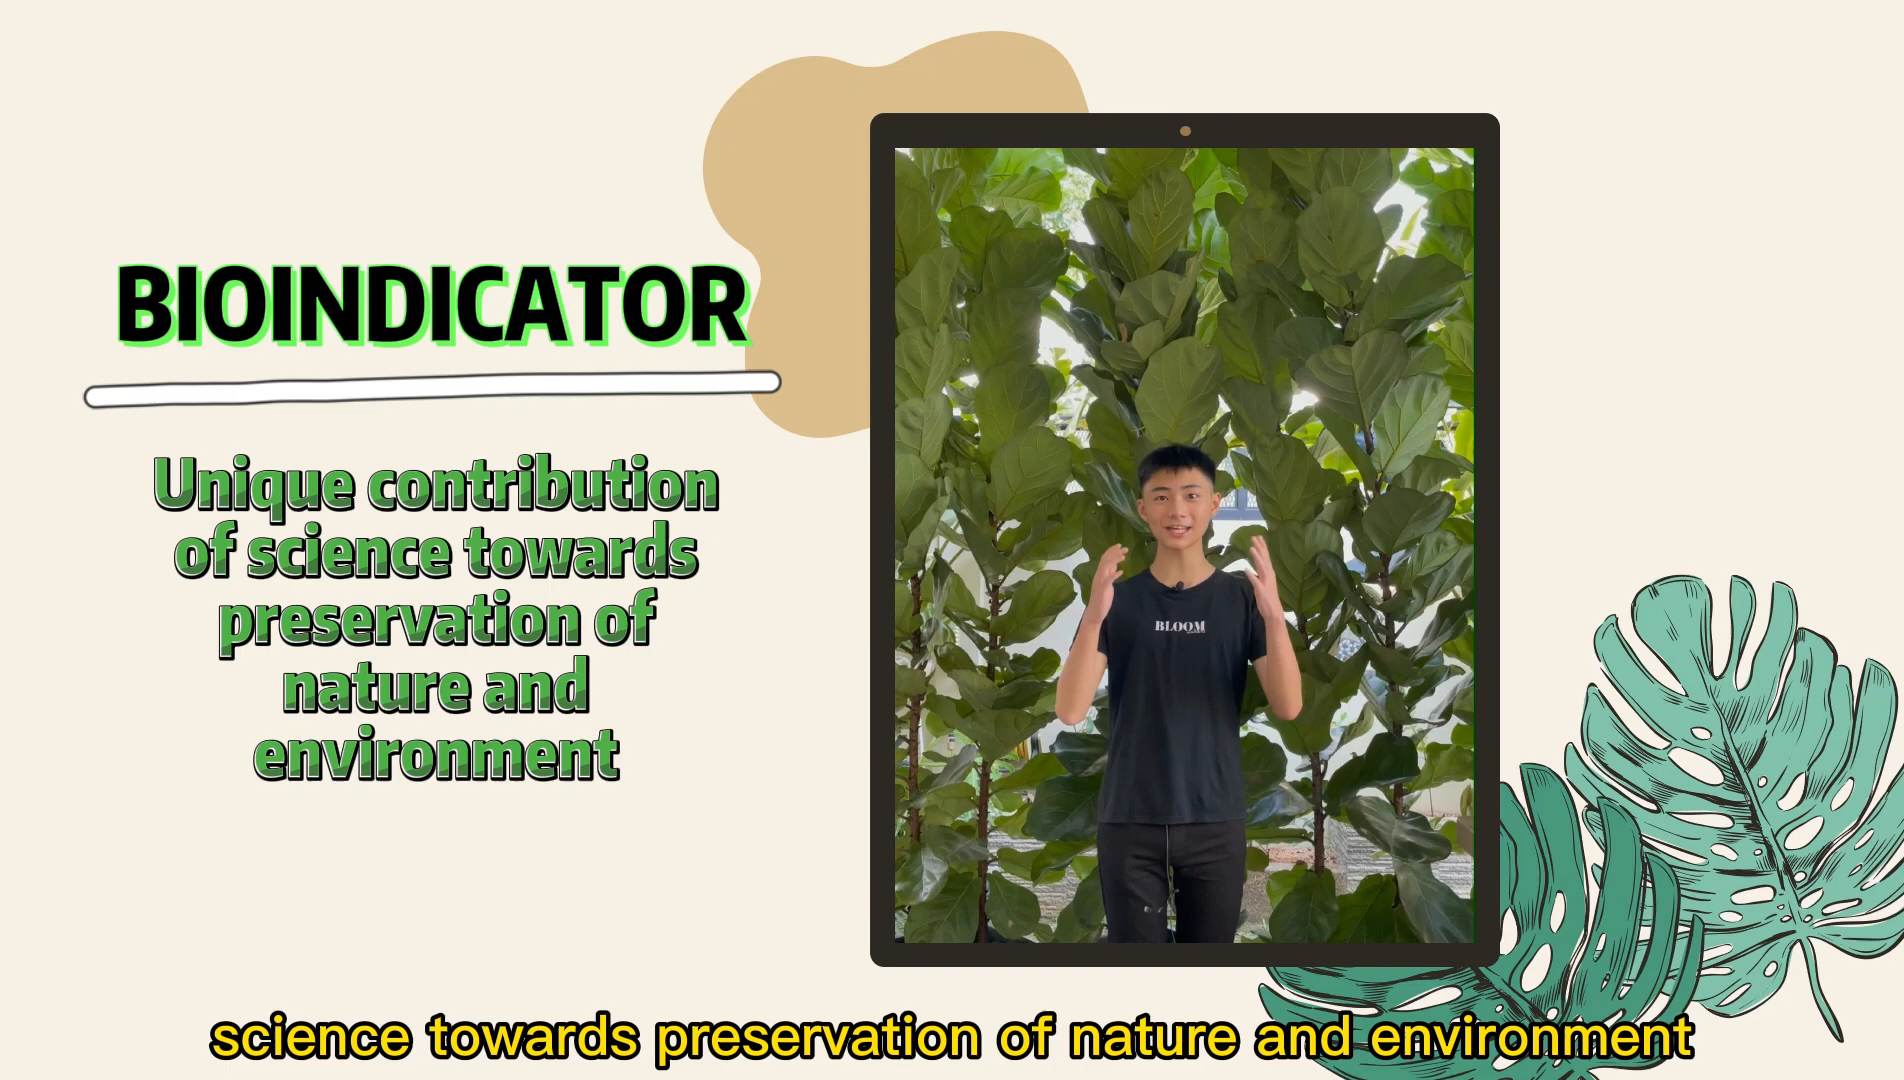 BIOINDICATOR
Unique contribution
of science towards
preservation of
nature and
environment
BLOOM
science towards preservation of nature and environment